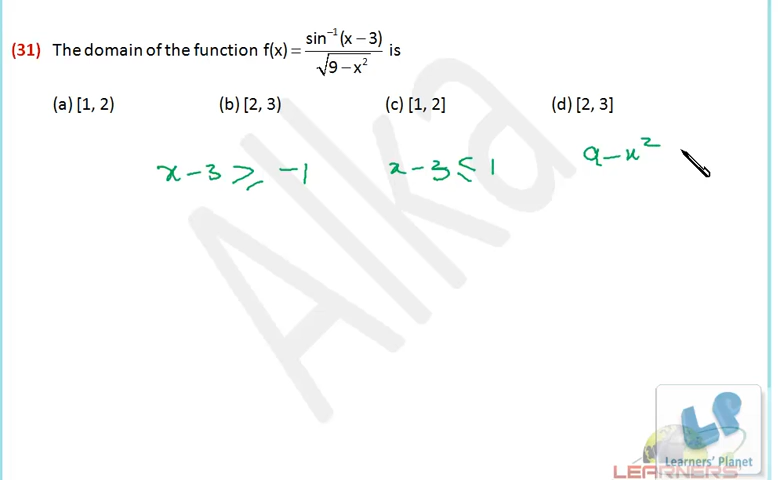 (31) The domain of the function f(x) = sin⁻¹(x – 3) / √(9 – x²) is
(a) [1, 2) (b) [2, 3) (c) [1, 2] (d) [2, 3]
x – 3 ≥ –1 x – 3 ≤ 1 9 – x²
Alka
LP
Learners' Planet
LEARNERS